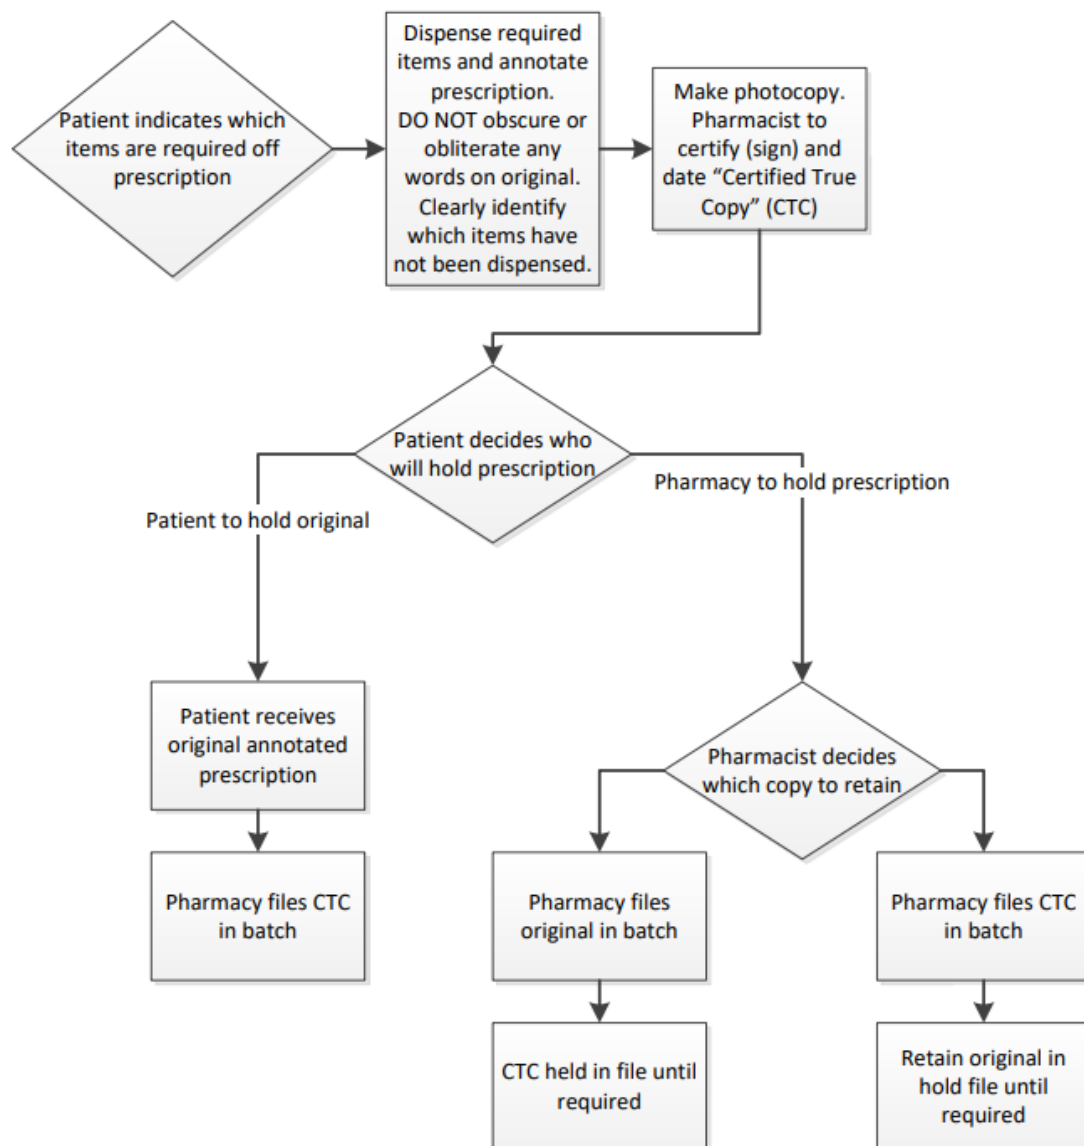 Patient indicates which
items are required off
prescription
Dispense required
items and annotate
prescription.
DO NOT obscure or
obliterate any
words on original.
Clearly identify
which items have
not been dispensed.
Make photocopy.
Pharmacist to
certify (sign) and
date “Certified True
Copy” (CTC)
Patient decides who
will hold prescription
Patient to hold original
Pharmacy to hold prescription
Patient receives
original annotated
prescription
Pharmacy files CTC
in batch
Pharmacist decides
which copy to retain
Pharmacy files
original in batch
CTC held in file until
required
Pharmacy files CTC
in batch
Retain original in
hold file until
required